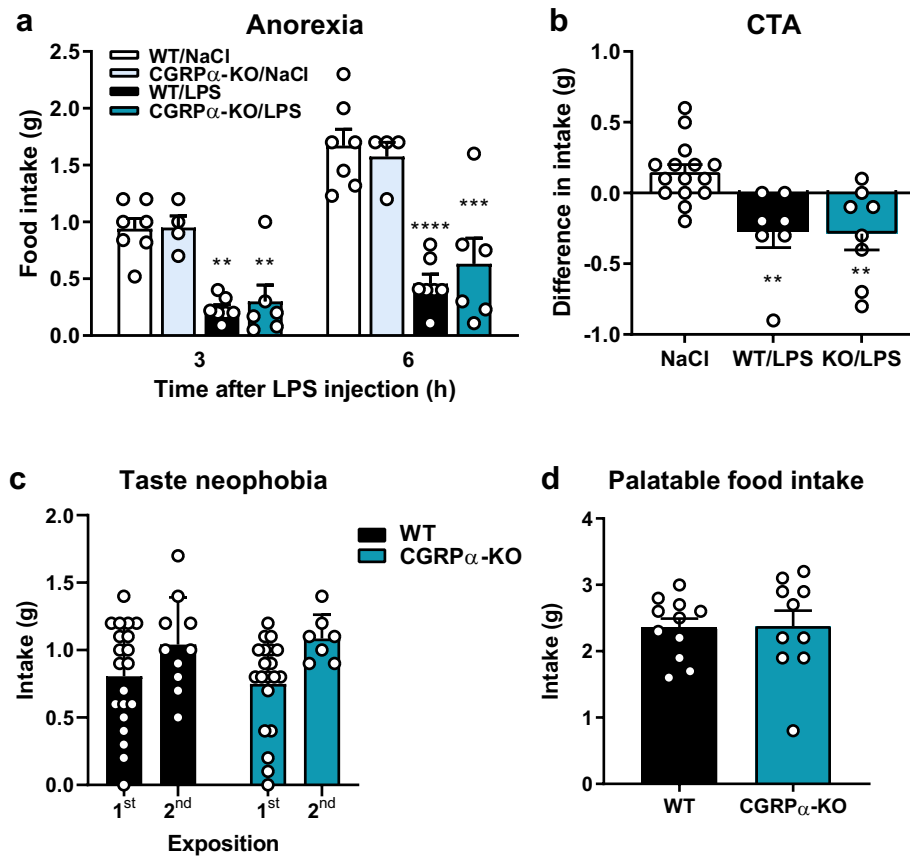 a
Anorexia
2.5
2.0
1.5
1.0
0.5
0.0
Food intake (g)
WT/NaCl
CGRPα-KO/NaCl
WT/LPS
CGRPα-KO/LPS
** ** **** ***
3 6
Time after LPS injection (h)
b
CTA
1.0
0.5
0.0
-0.5
-1.0
Difference in intake (g)
** **
NaCl WT/LPS KO/LPS
c
Taste neophobia
2.0
1.5
1.0
0.5
0.0
Intake (g)
WT
CGRPα-KO
1st 2nd 1st 2nd
Exposition
d
Palatable food intake
4
3
2
1
0
Intake (g)
WT CGRPα-KO